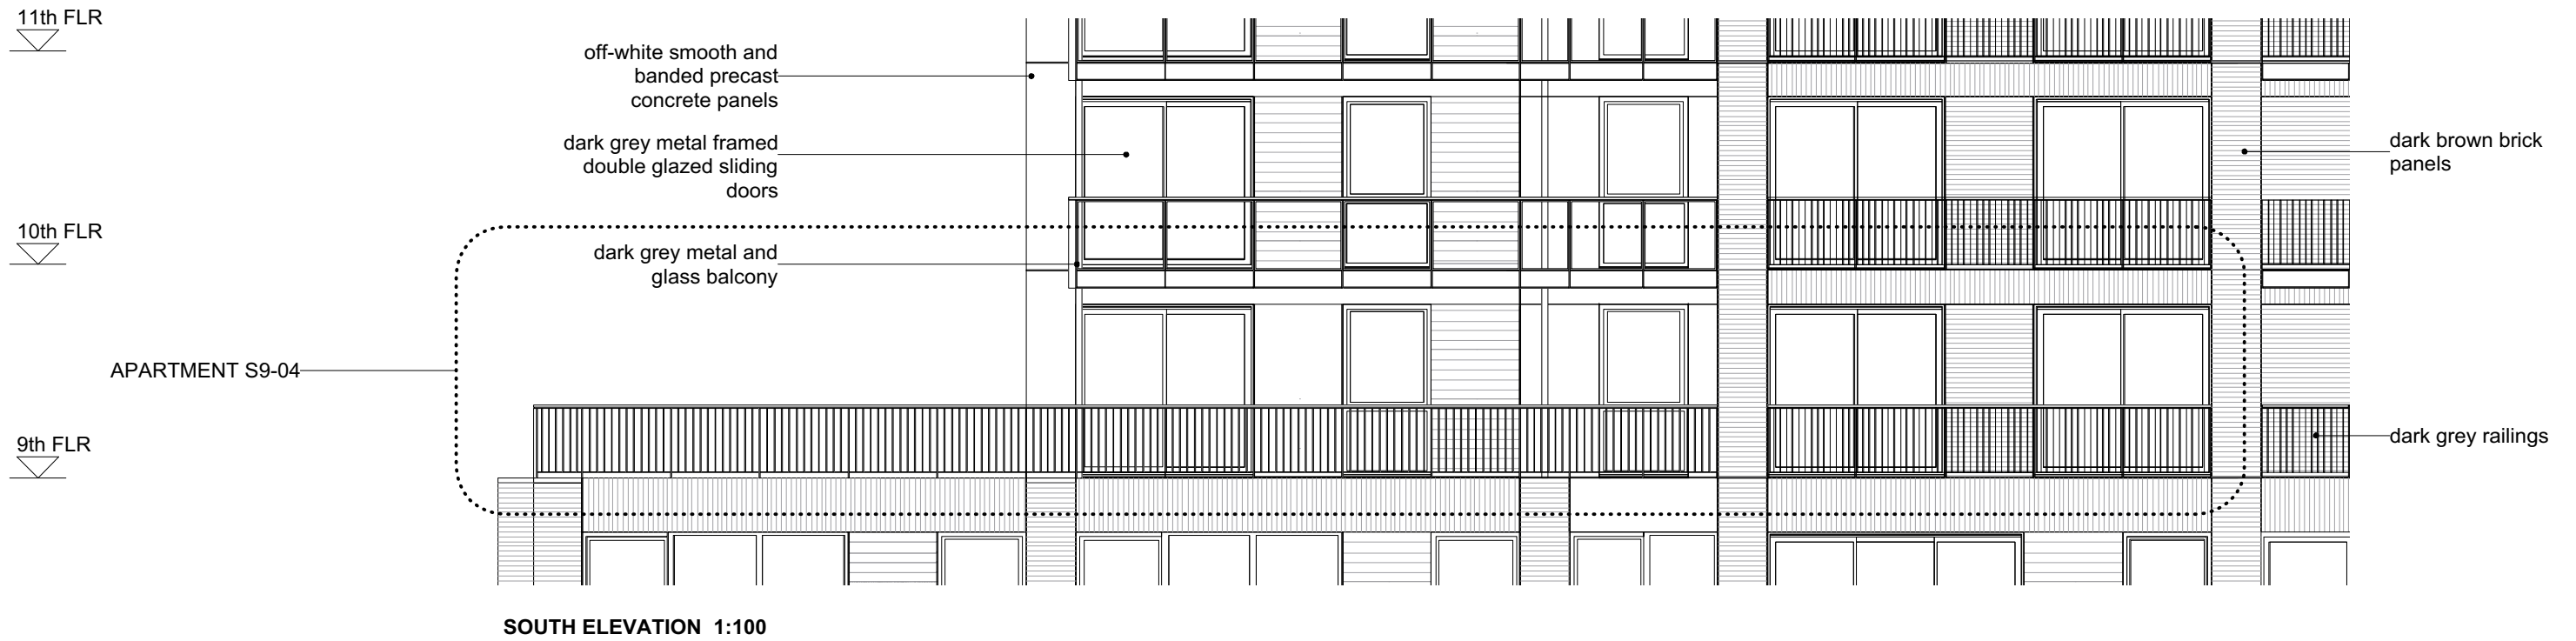 11th FLR
off-white smooth and
banded precast
concrete panels
dark grey metal framed
double glazed sliding
doors
dark brown brick
panels
10th FLR
dark grey metal and
glass balcony
APARTMENT S9-04
9th FLR
dark grey railings
SOUTH ELEVATION 1:100